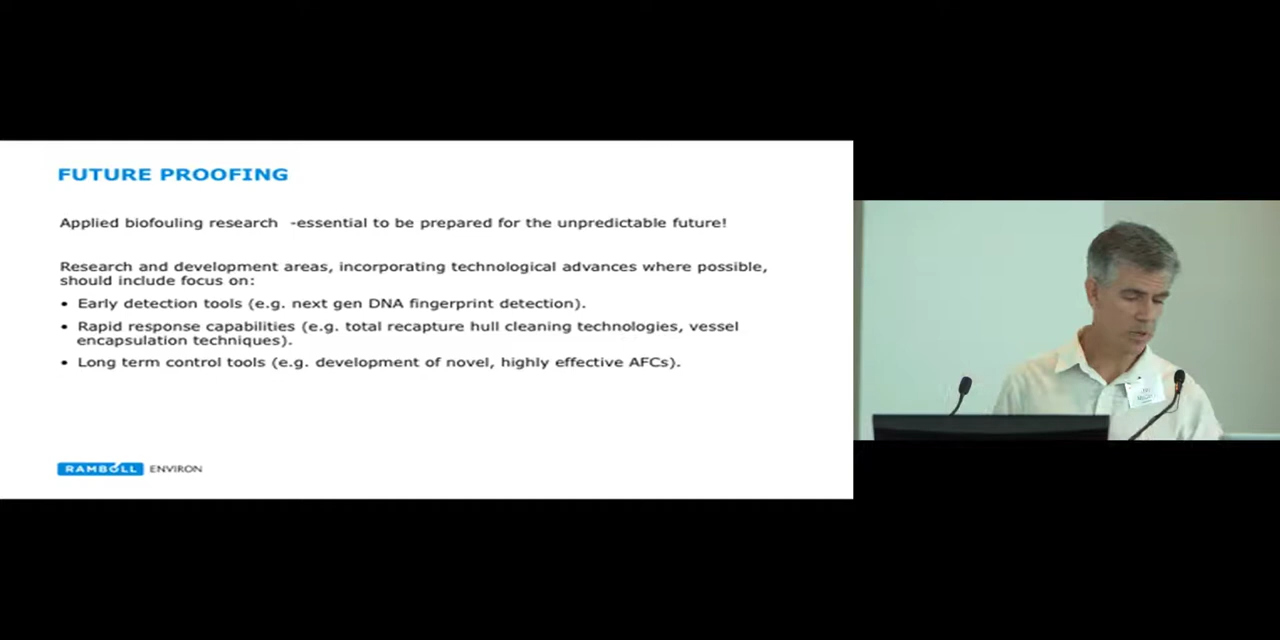 FUTURE PROOFING
Applied biofouling research -essential to be prepared for the unpredictable future!
Research and development areas, incorporating technological advances where possible,
should include focus on:
• Early detection tools (e.g. next gen DNA fingerprint detection).
• Rapid response capabilities (e.g. total recapture hull cleaning technologies, vessel
encapsulation techniques).
• Long term control tools (e.g. development of novel, highly effective AFCs).
RAMBOLL ENVIRON